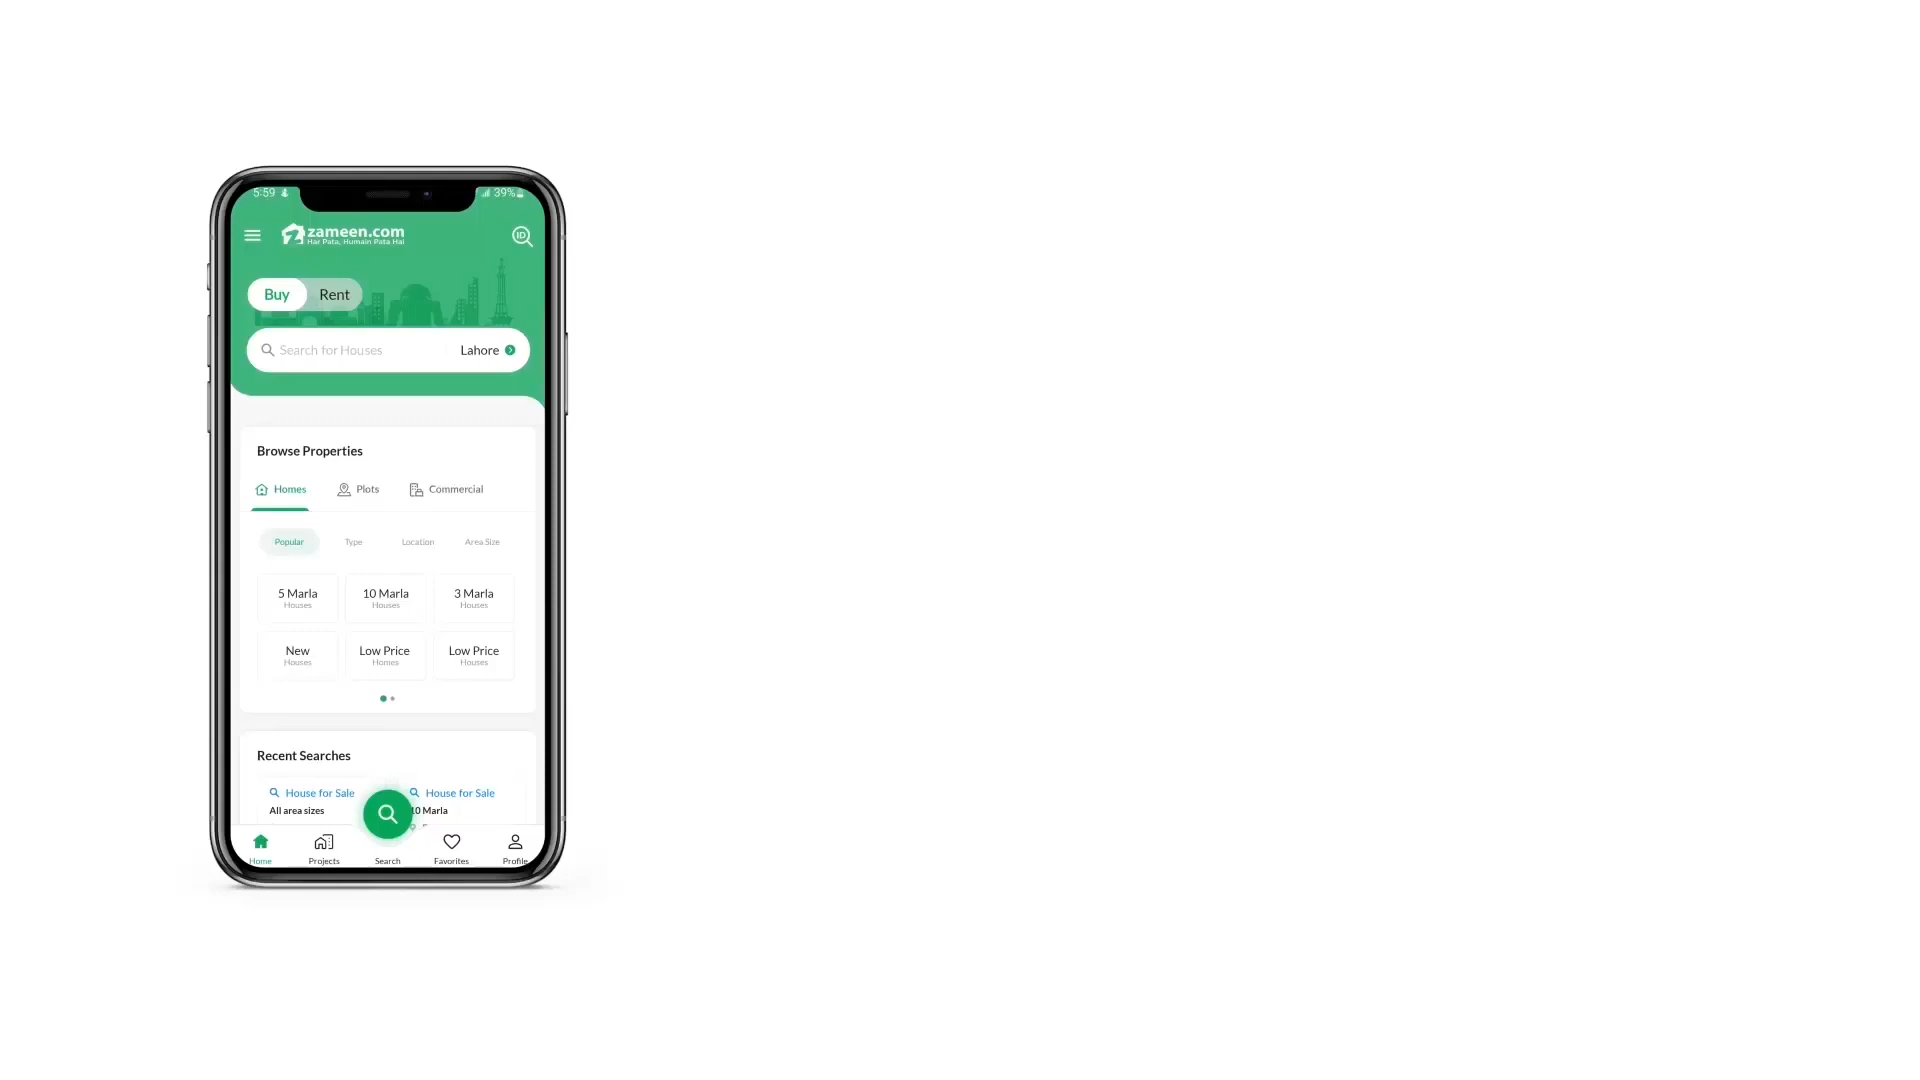 5:59
39%
zameen.com
Har Pata, Humain Pata Hai
ID
Buy Rent
Search for Houses Lahore
Browse Properties
Homes Plots Commercial
Popular Type Location Area Size
5 Marla 10 Marla 3 Marla
Houses Houses Houses
New Low Price Low Price
Houses Homes Houses
Recent Searches
House for Sale House for Sale
All area sizes 10 Marla
Home Projects Search Favorites Profile